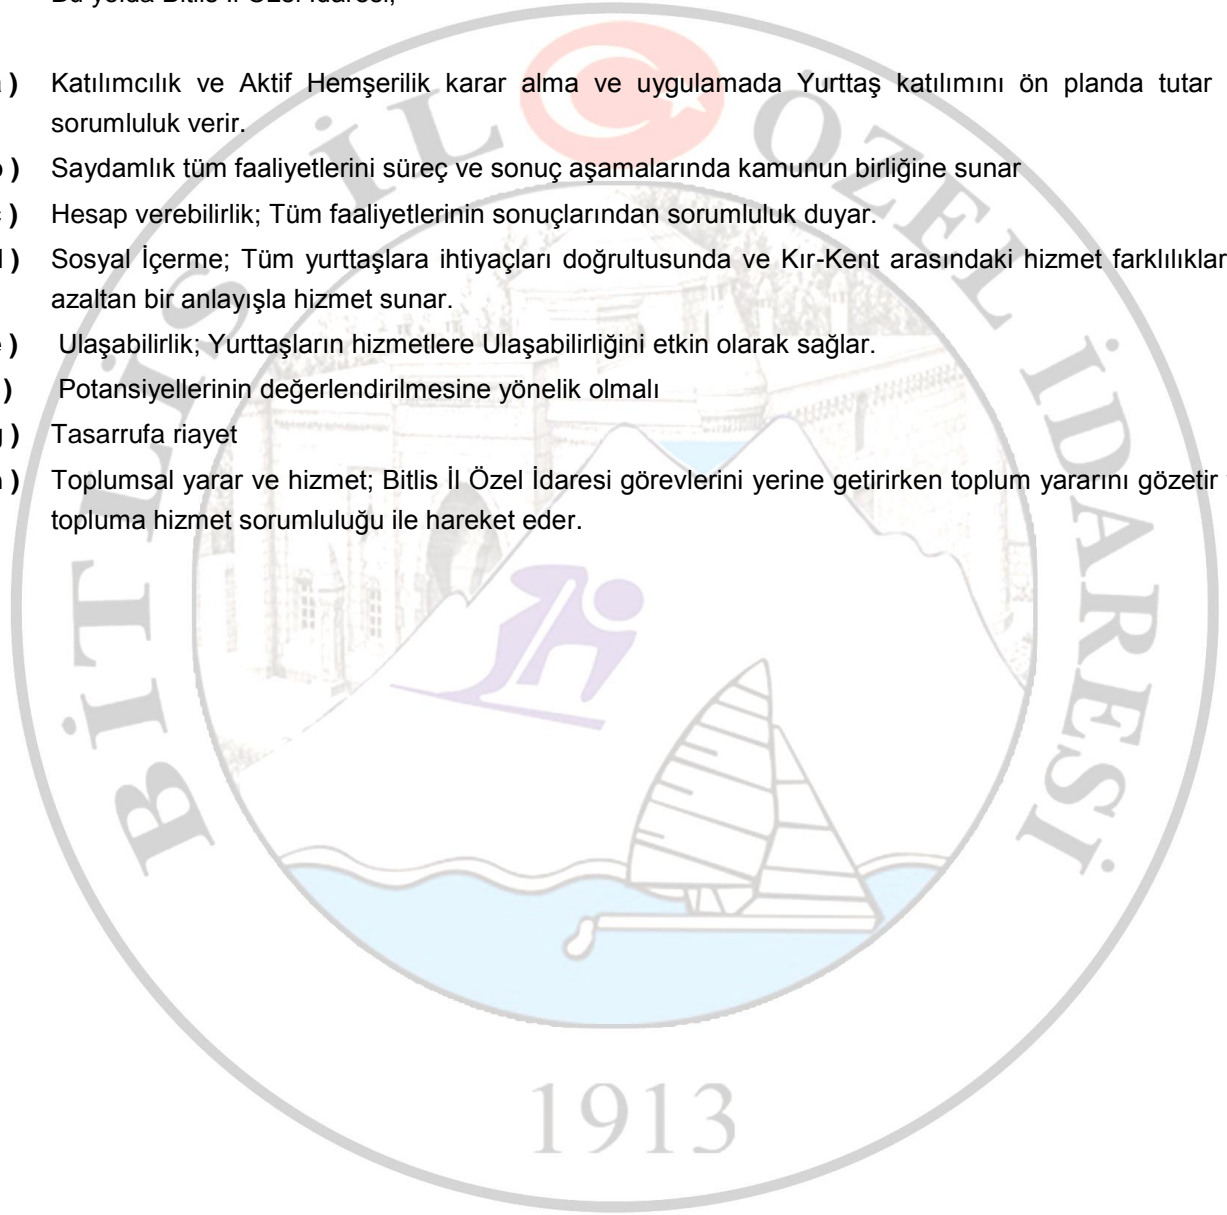 Bu yolda Bitlis İl Özel İdaresi;
) Katılımcılık ve Aktif Hemşerilik karar alma ve uygulamada Yurttaş katılımını ön planda tutar
sorumluluk verir.
) Saydamlık tüm faaliyetlerini süreç ve sonuç aşamalarında kamunun birliğine sunar
) Hesap verebilirlik; Tüm faaliyetlerinin sonuçlarından sorumluluk duyar.
) Sosyal İçerme; Tüm yurttaşlara ihtiyaçları doğrultusunda ve Kır-Kent arasındaki hizmet farklılıklar
azaltan bir anlayışla hizmet sunar.
) Ulaşabilirlik; Yurttaşların hizmetlere Ulaşabilirliğini etkin olarak sağlar.
) Potansiyellerinin değerlendirilmesine yönelik olmalı
g ) Tasarrufa riayet
) Toplumsal yarar ve hizmet; Bitlis İl Özel İdaresi görevlerini yerine getirirken toplum yararını gözetir
topluma hizmet sorumluluğu ile hareket eder.
BİTLİS İL ÖZEL İDARESİ
1913